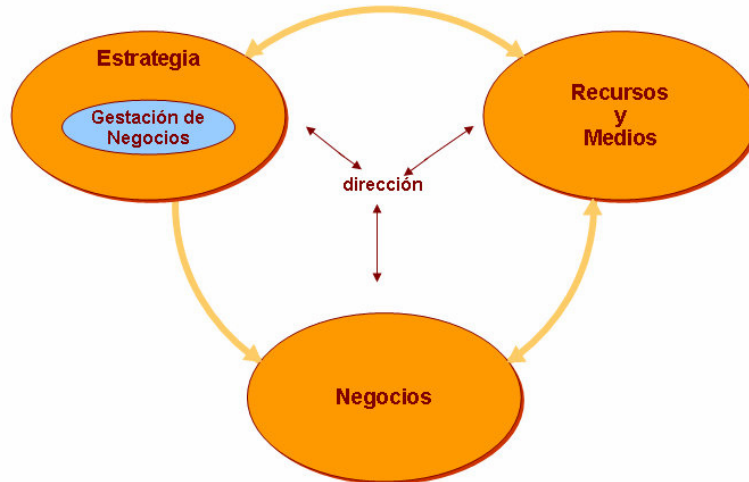 Estrategia
Gestación de
Negocios
Recursos
y
Medios
dirección
Negocios